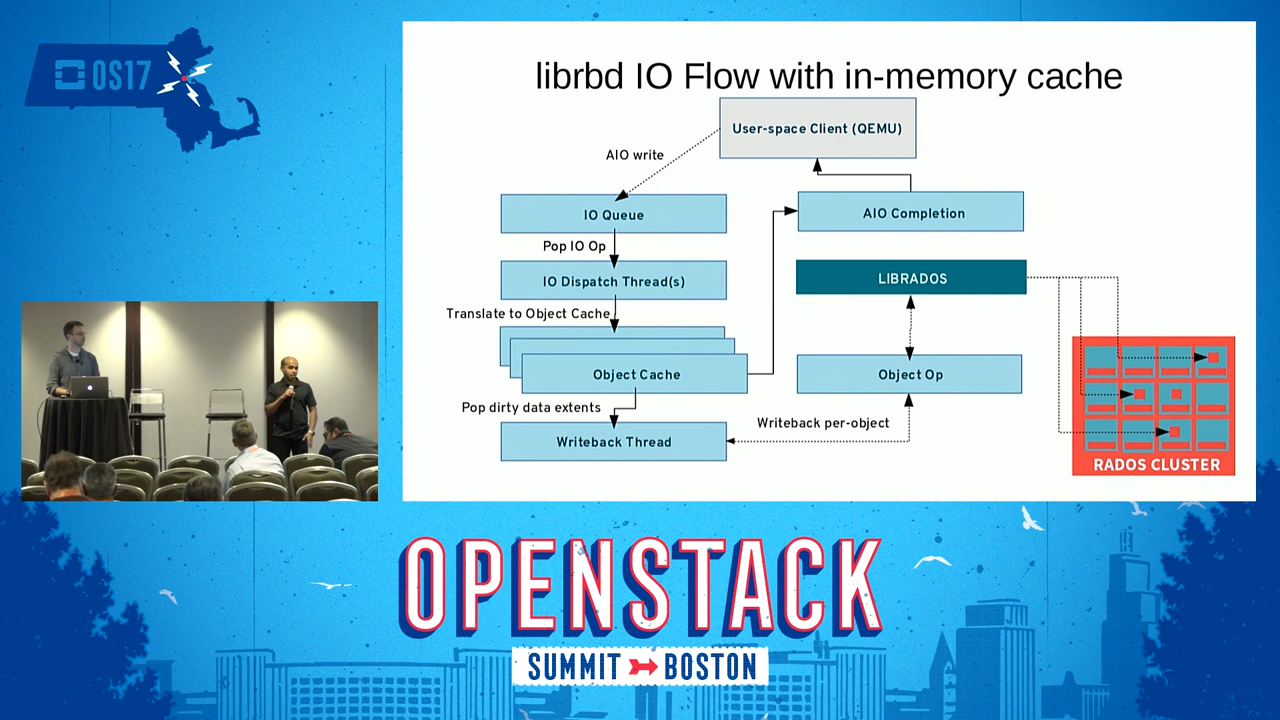 OS17
librbd IO Flow with in-memory cache
User-space Client (QEMU)
AIO write
IO Queue
AIO Completion
Pop IO Op
IO Dispatch Thread(s)
LIBRADOS
Translate to Object Cache
Object Cache
Object Op
Pop dirty data extents
Writeback per-object
Writeback Thread
RADOS CLUSTER
OPENSTACK
SUMMIT BOSTON